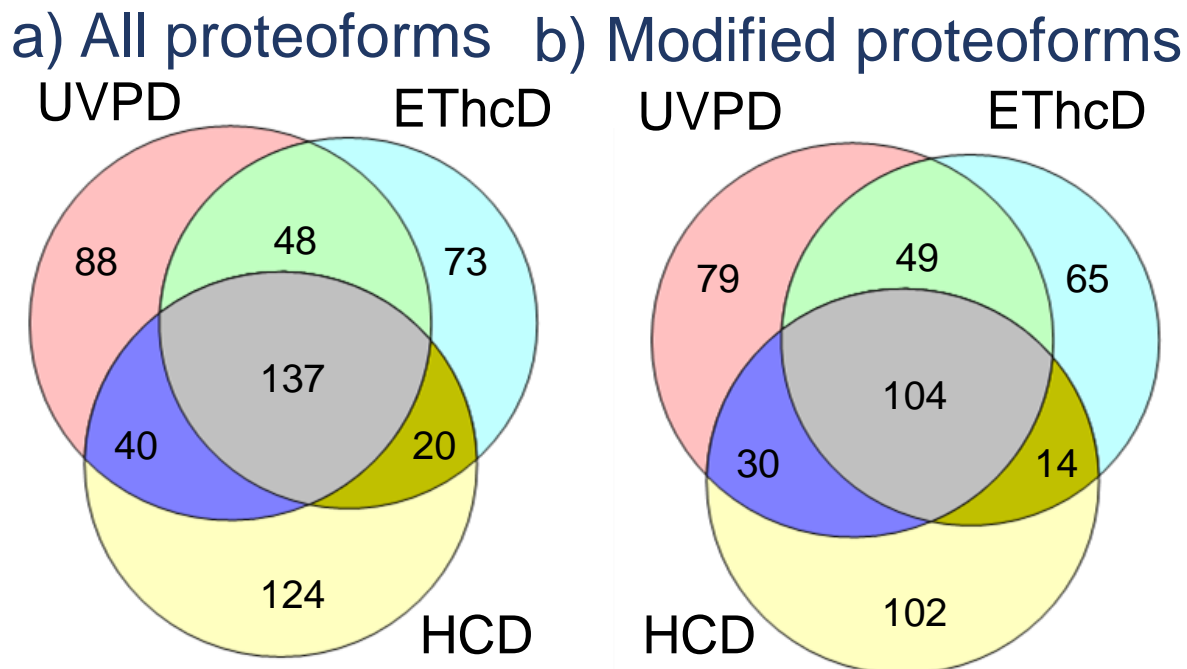 a) All proteoforms
UVPD
EThcD
88
48
73
137
40
20
124
HCD
b) Modified proteoforms
UVPD
EThcD
79
49
65
104
30
14
102
HCD